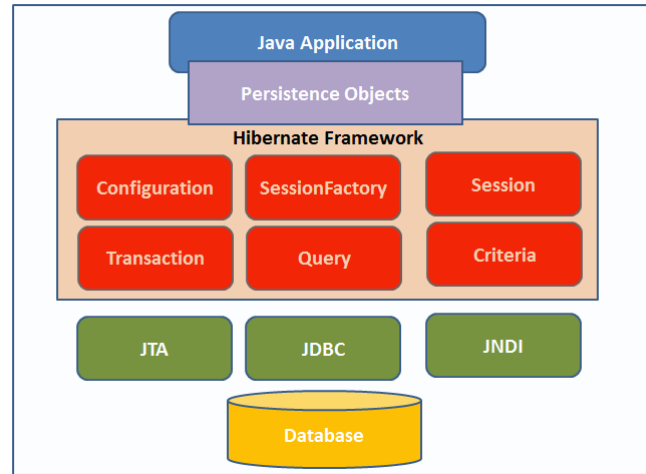 Java Application
Persistence Objects
Hibernate Framework
Configuration
SessionFactory
Session
Transaction
Query
Criteria
JTA
JDBC
JNDI
Database